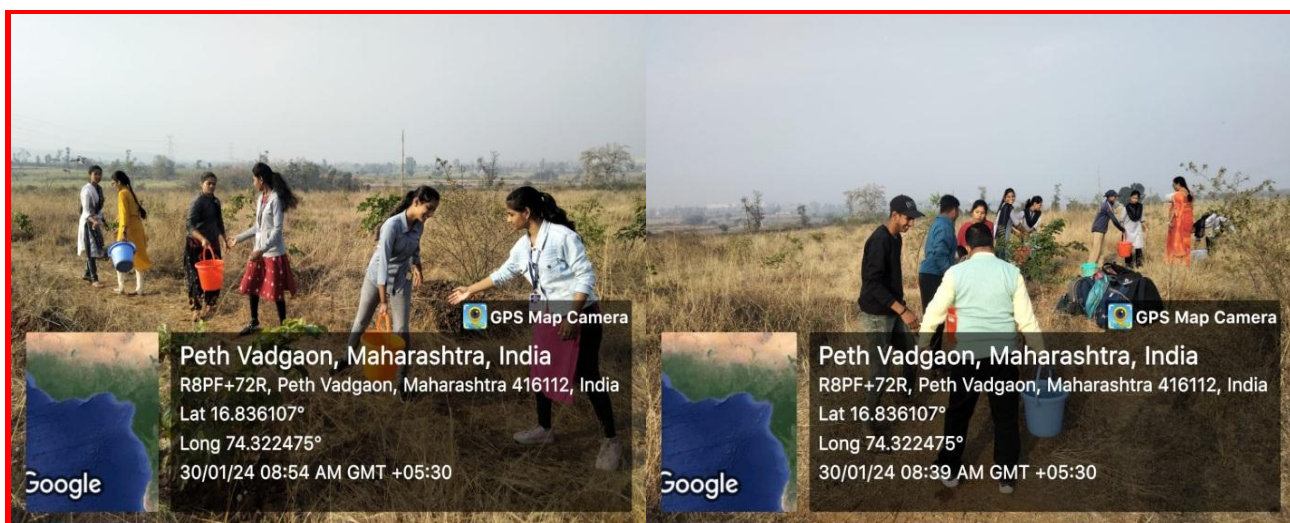 GPS Map Camera
Peth Vadgaon, Maharashtra, India
R8PF+72R, Peth Vadgaon, Maharashtra 416112, India
Lat 16.836107°
Long 74.322475°
30/01/24 08:54 AM GMT +05:30
Google
GPS Map Camera
Peth Vadgaon, Maharashtra, India
R8PF+72R, Peth Vadgaon, Maharashtra 416112, India
Lat 16.836107°
Long 74.322475°
30/01/24 08:39 AM GMT +05:30
Google